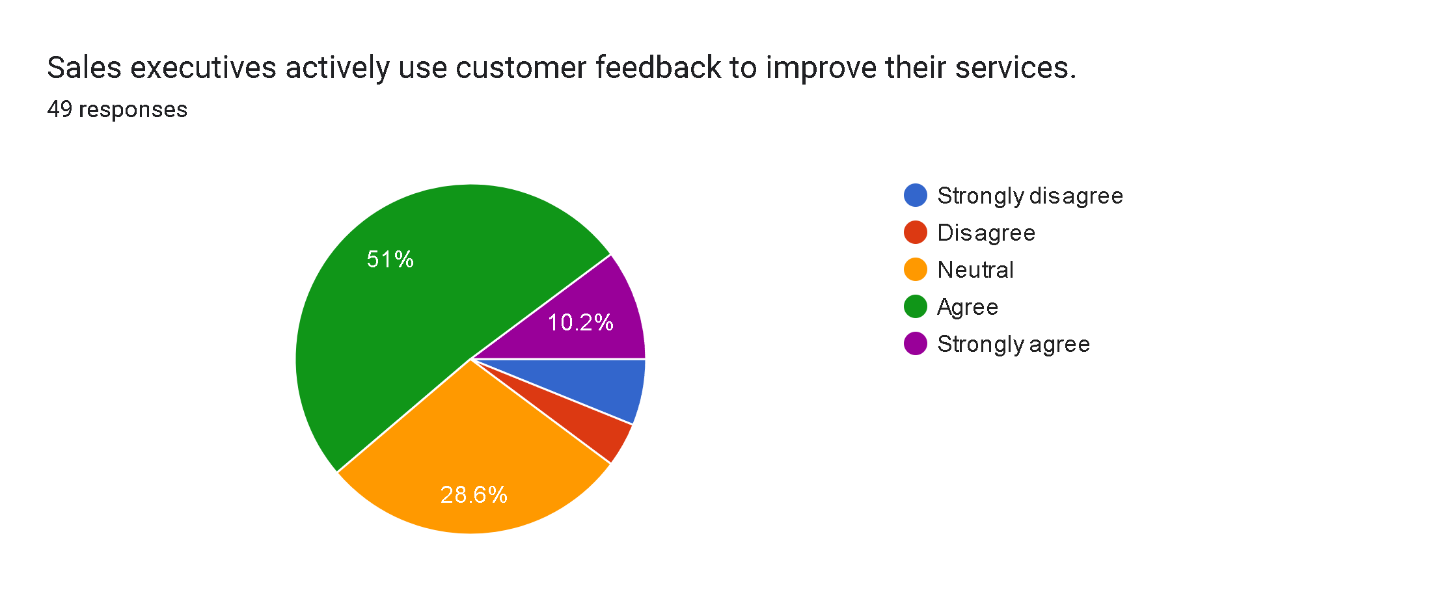 Sales executives actively use customer feedback to improve their services.
49 responses
Strongly disagree
Disagree
Neutral
Agree
Strongly agree
51%
10.2%
28.6%